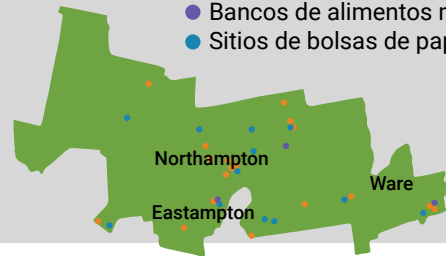 Bancos de alimentos
Sitios de bolsas de
Northampton
Ware
Eastampton